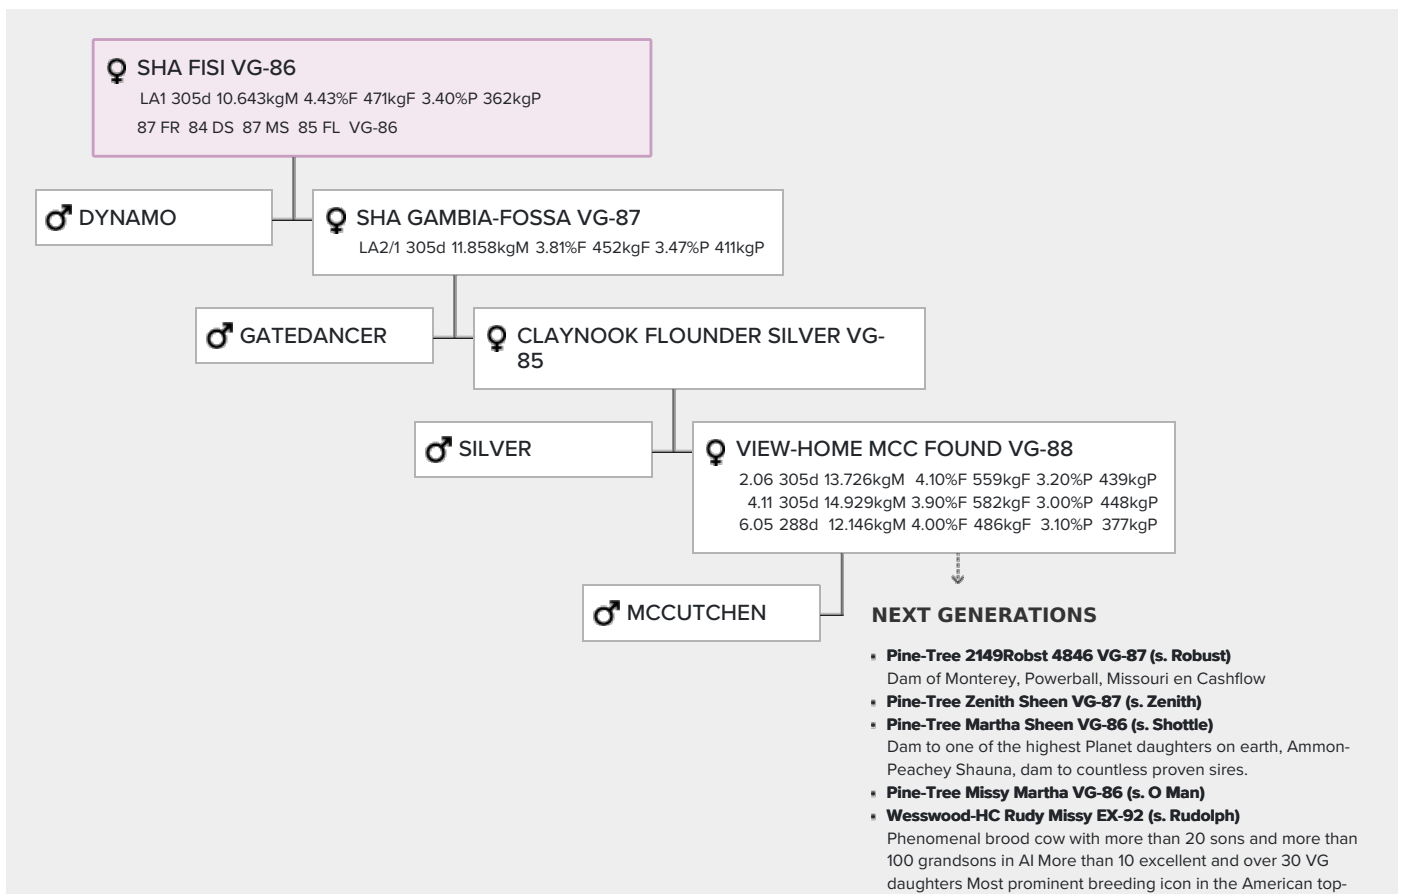 SHA FISI VG-86
LA1 305d 10.643kgM 4.43%F 471kgF 3.40%P 362kgP
87 FR 84 DS 87 MS 85 FL VG-86
DYNAMO
SHA GAMBIA-FOSSA VG-87
LA2/1 305d 11.858kgM 3.81%F 452kgF 3.47%P 411kgP
GATEDANCER
CLAYNOOK FLOUNDER SILVER VG-
85
SILVER
VIEW-HOME MCC FOUND VG-88
2.06 305d 13.726kgM 4.10%F 559kgF 3.20%P 439kgP
4.11 305d 14.929kgM 3.90%F 582kgF 3.00%P 448kgP
6.05 288d 12.146kgM 4.00%F 486kgF 3.10%P 377kgP
MCCUTCHEN
NEXT GENERATIONS
▪ Pine-Tree 2149Robst 4846 VG-87 (s. Robust)
Dam of Monterey, Powerball, Missouri en Cashflow
▪ Pine-Tree Zenith Sheen VG-87 (s. Zenith)
▪ Pine-Tree Martha Sheen VG-86 (s. Shottle)
Dam to one of the highest Planet daughters on earth, Ammon-
Peachey Shauna, dam to countless proven sires.
▪ Pine-Tree Missy Martha VG-86 (s. O Man)
▪ Wesswood-HC Rudy Missy EX-92 (s. Rudolph)
Phenomenal brood cow with more than 20 sons and more than
100 grandsons in AI More than 10 excellent and over 30 VG
daughters Most prominent breeding icon in the American top-